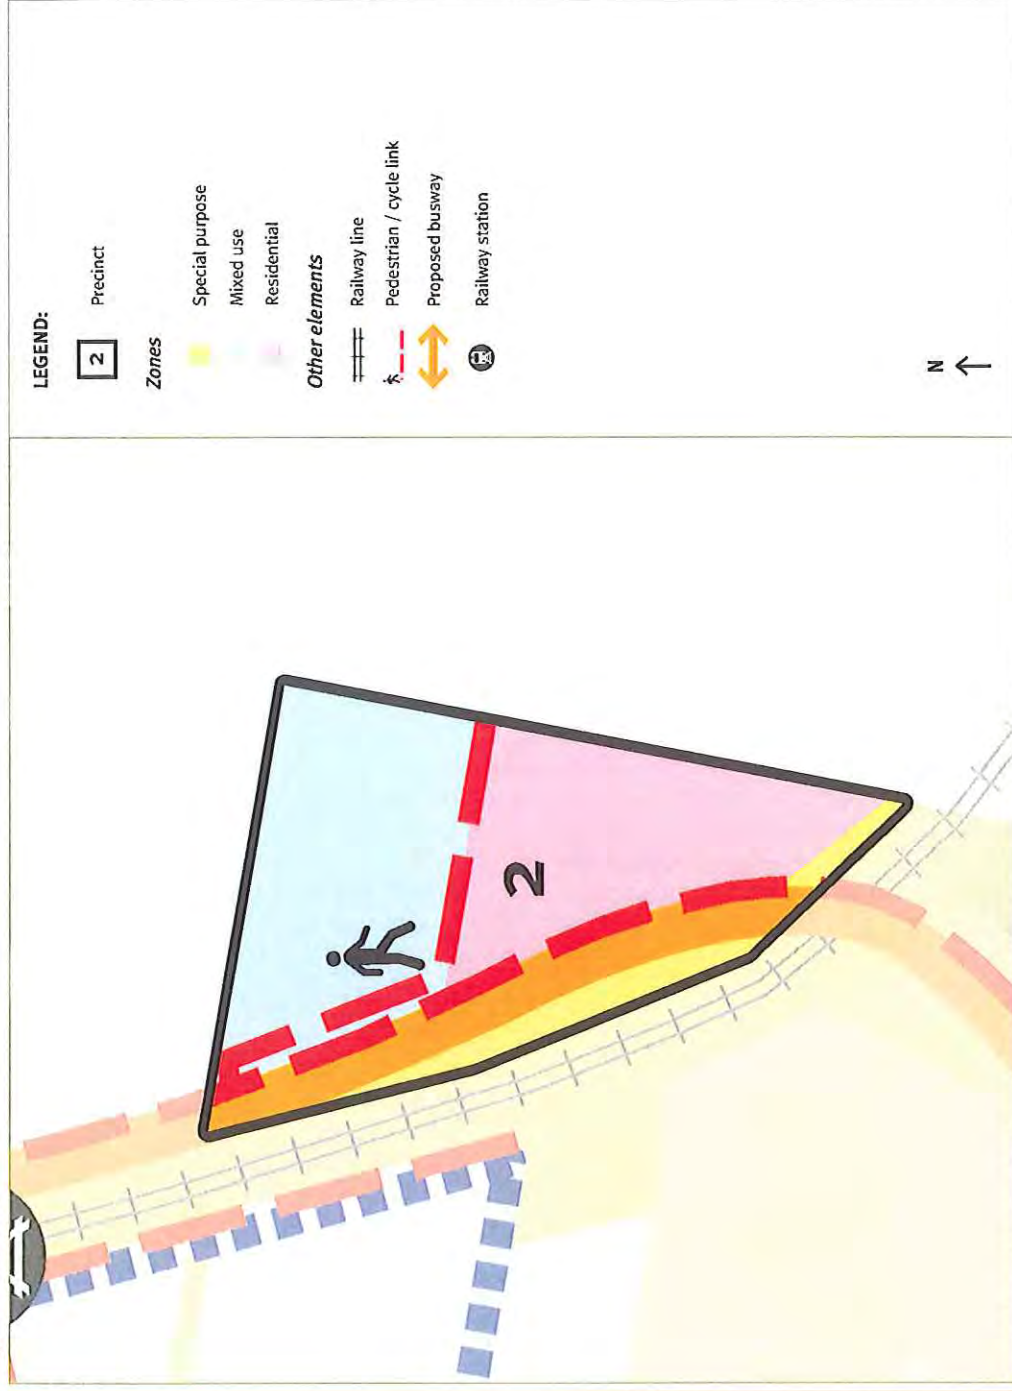 LEGEND:
2
Precinct
Zones
Special purpose
Mixed use
Residential
Other elements
Railway line
Pedestrian / cycle link
Proposed busway
Railway station
N
2